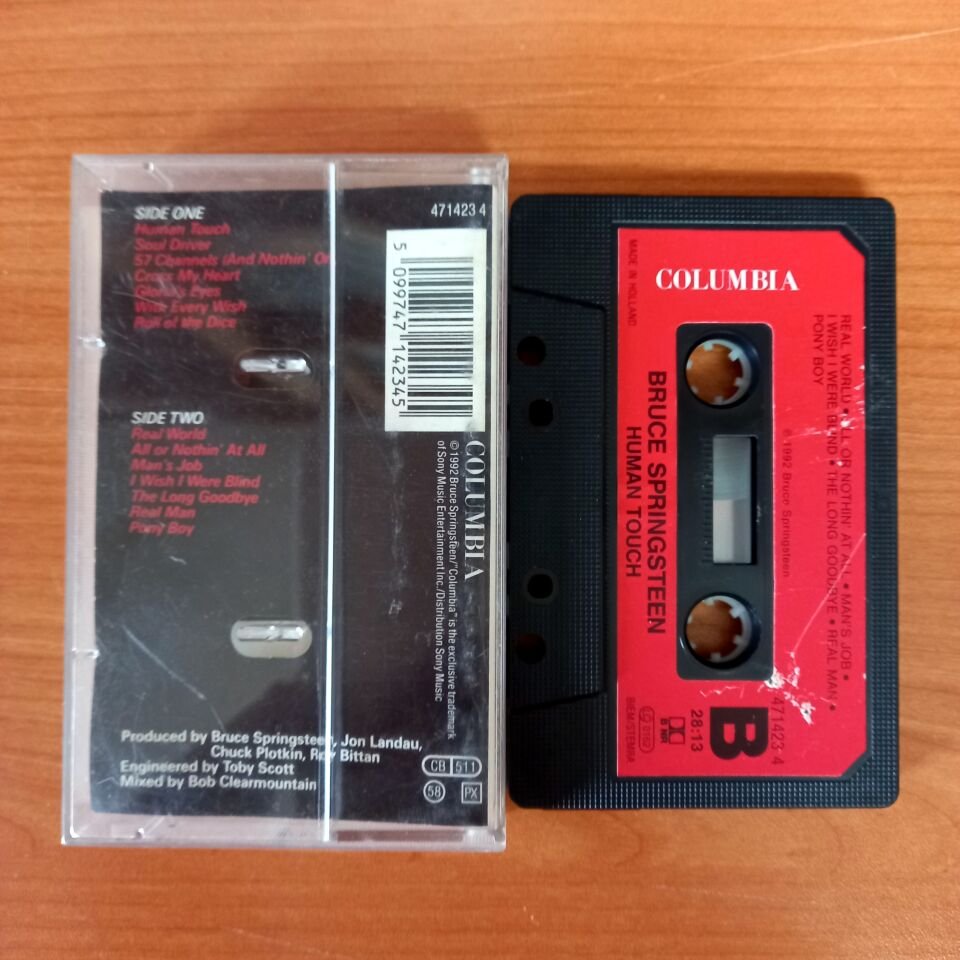 SIDE ONE
Human Touch
Soul Driver
57 Channels (And Nothin' On
Cross My Heart
Gloria's Eyes
With Every Wish
Roll of the Dice
SIDE TWO
Real World
All or Nothin' At All
Man's Job
I Wish I Were Blind
The Long Goodbye
Real Man
Pony Boy
Produced by Bruce Springsteen, Jon Landau,
Chuck Plotkin, Roy Bittan
Engineered by Toby Scott
Mixed by Bob Clearmountain
471423 4
5 099747 142345
COLUMBIA
©1992 Bruce Springsteen/"Columbia" is the exclusive trademark
of Sony Music Entertainment Inc./Distribution Sony Music
CB 511
58
PX
COLUMBIA
MADE IN HOLLAND
REAL WORLD • ALL OR NOTHIN' AT ALL • MAN'S JOB •
I WISH I WERE BLIND • THE LONG GOODBYE • REAL MAN •
PONY BOY
1992 Bruce Springsteen
BRUCE SPRINGSTEEN
HUMAN TOUCH
471423-4
B
28:13
B NR
BIEM/STEMRA